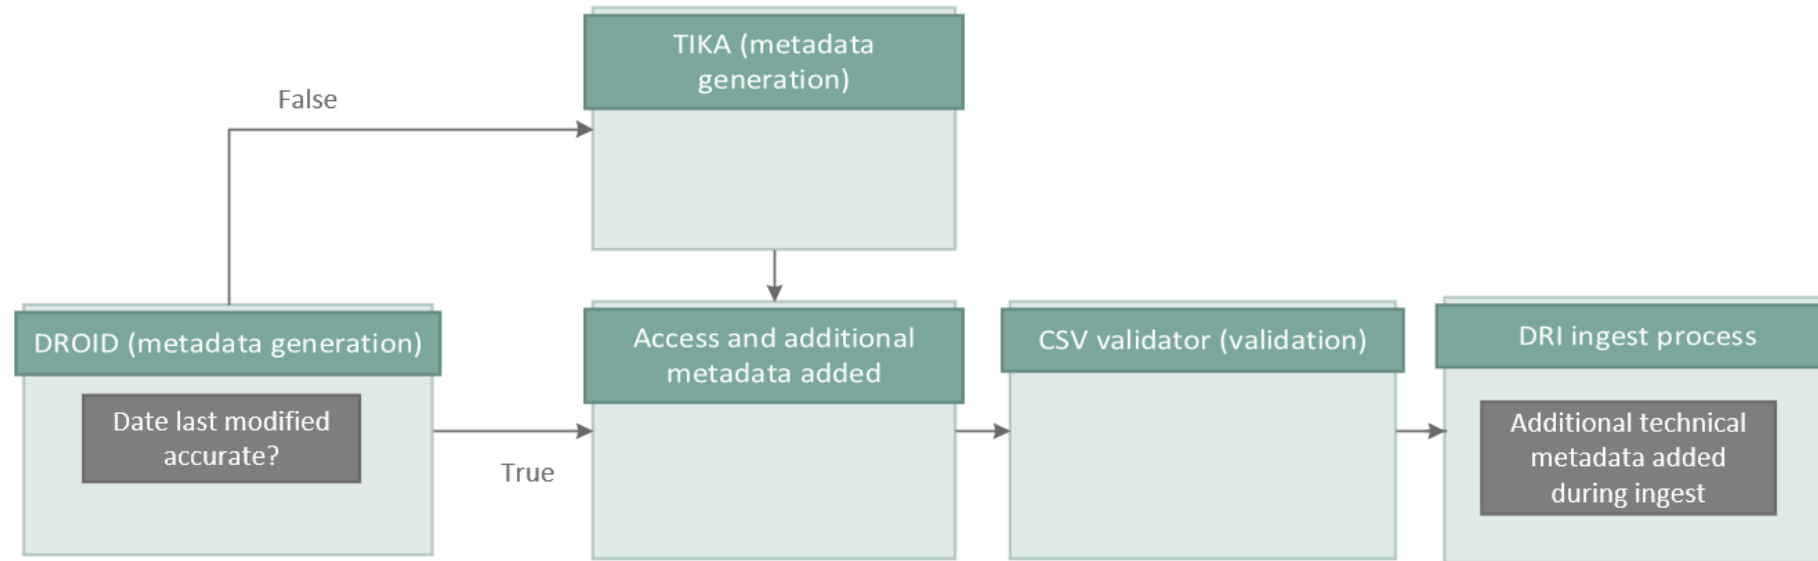 TIKA (metadata
generation)
False
DROID (metadata generation)
Date last modified
accurate?
True
Access and additional
metadata added
CSV validator (validation)
DRI ingest process
Additional technical
metadata added
during ingest